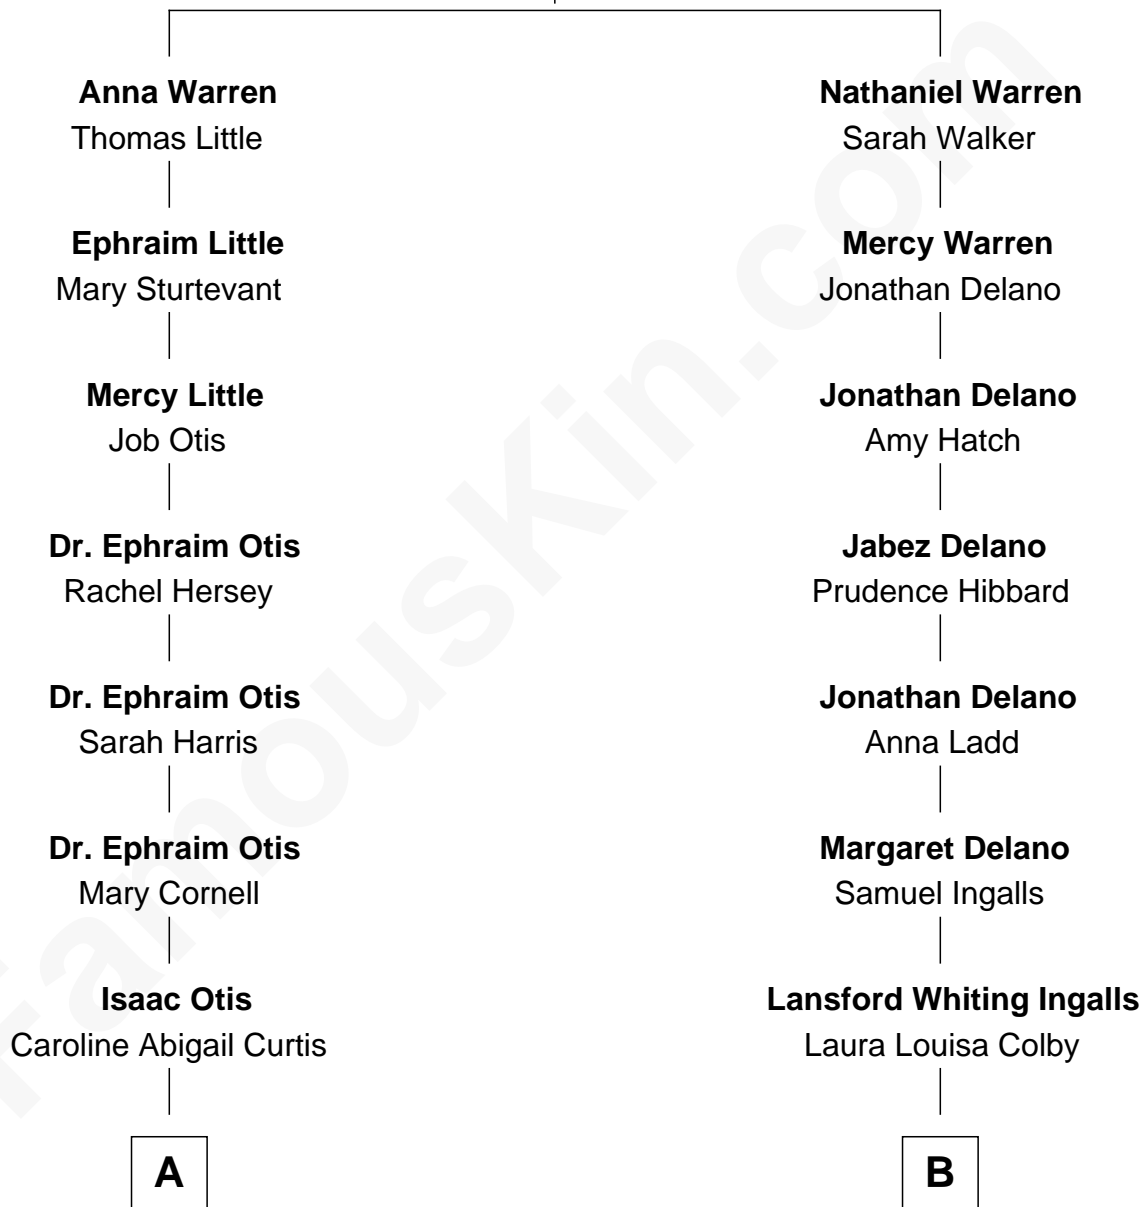 Anna Warren
Thomas Little
Ephraim Little
Mary Sturtevant
Mercy Little
Job Otis
Dr. Ephraim Otis
Rachel Hersey
Dr. Ephraim Otis
Sarah Harris
Dr. Ephraim Otis
Mary Cornell
Isaac Otis
Caroline Abigail Curtis
A
Nathaniel Warren
Sarah Walker
Mercy Warren
Jonathan Delano
Jonathan Delano
Amy Hatch
Jabez Delano
Prudence Hibbard
Jonathan Delano
Anna Ladd
Margaret Delano
Samuel Ingalls
Lansford Whiting Ingalls
Laura Louisa Colby
B
FamousKin.com